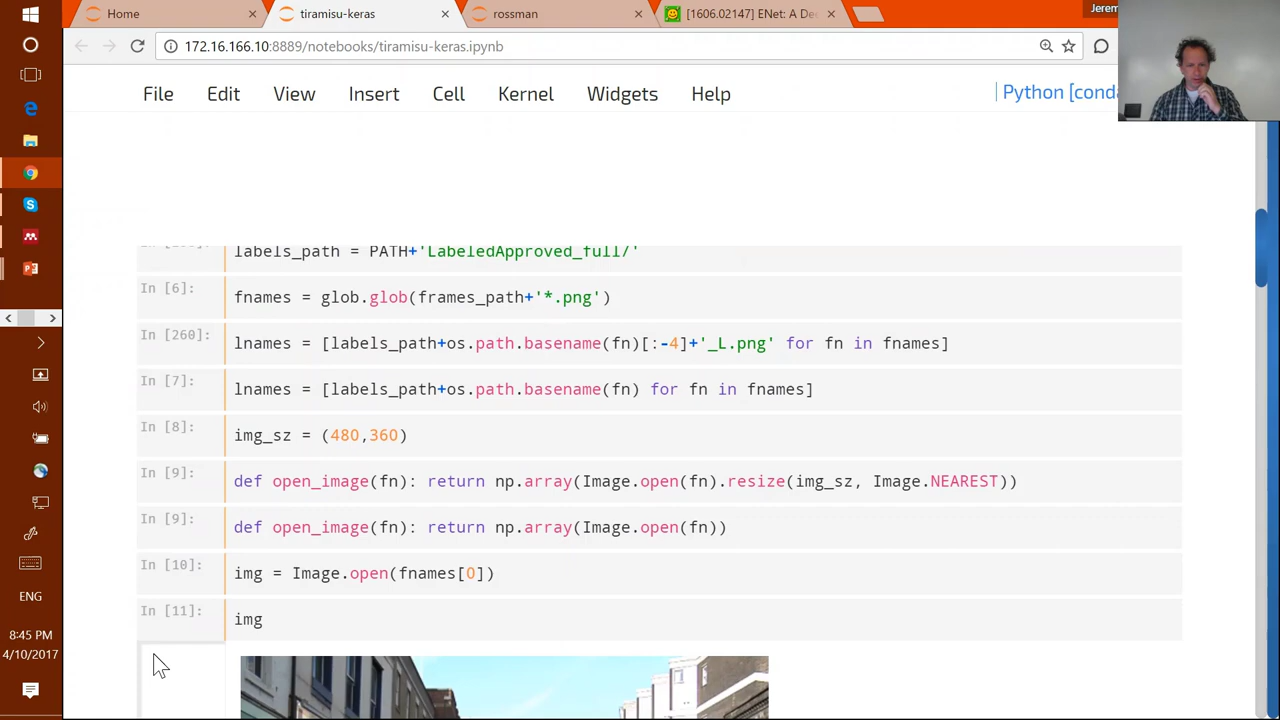 Home
tiramisu-keras
rossman
[1606.02147] ENet: A Dee
Jerem
172.16.166.10:8889/notebooks/tiramisu-keras.ipynb
File Edit View Insert Cell Kernel Widgets Help
Python [conda
labels_path = PATH+'LabeledApproved_full/'
In [6]: fnames = glob.glob(frames_path+'*.png')
In [260]: lnames = [labels_path+os.path.basename(fn)[:-4]+'_L.png' for fn in fnames]
In [7]: lnames = [labels_path+os.path.basename(fn) for fn in fnames]
In [8]: img_sz = (480,360)
In [9]: def open_image(fn): return np.array(Image.open(fn).resize(img_sz, Image.NEAREST))
In [9]: def open_image(fn): return np.array(Image.open(fn))
In [10]: img = Image.open(fnames[0])
In [11]: img
ENG
8:45 PM
4/10/2017